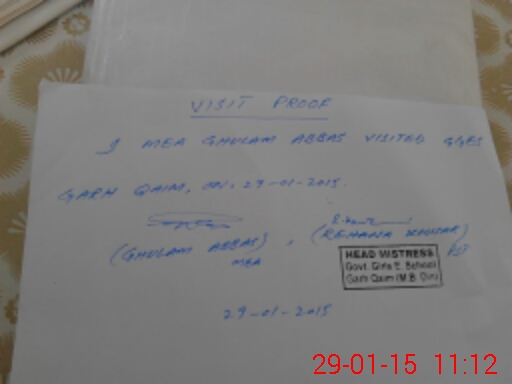 VISIT PROOF
I MEA GHULAM ABBAS VISITED GGES
GARH QAIM, ON. 29-01-2015.
(GHULAM ABBAS), (REHANA KAUSAR)
MEA
HEAD MISTRESS
Govt. Girls E. School
Garh Qaim (M.B. Din)
29-01-2015
29-01-15 11:12